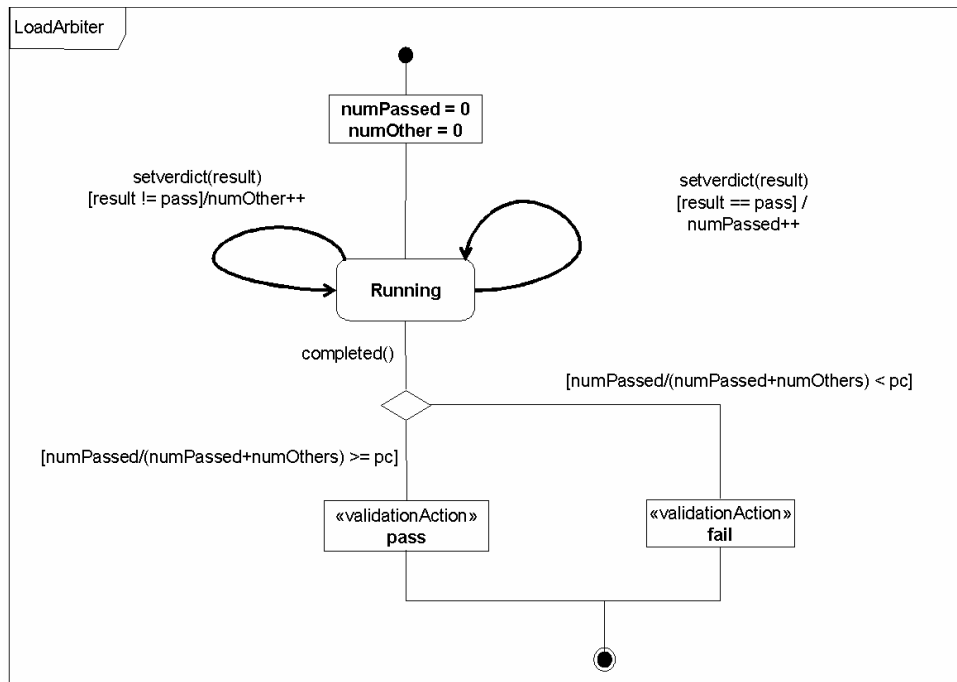 LoadArbiter
numPassed = 0
numOther = 0
setverdict(result)
[result != pass]/numOther++
setverdict(result)
[result == pass] /
numPassed++
Running
completed()
[numPassed/(numPassed+numOthers) < pc]
[numPassed/(numPassed+numOthers) >= pc]
«validationAction»
pass
«validationAction»
fail